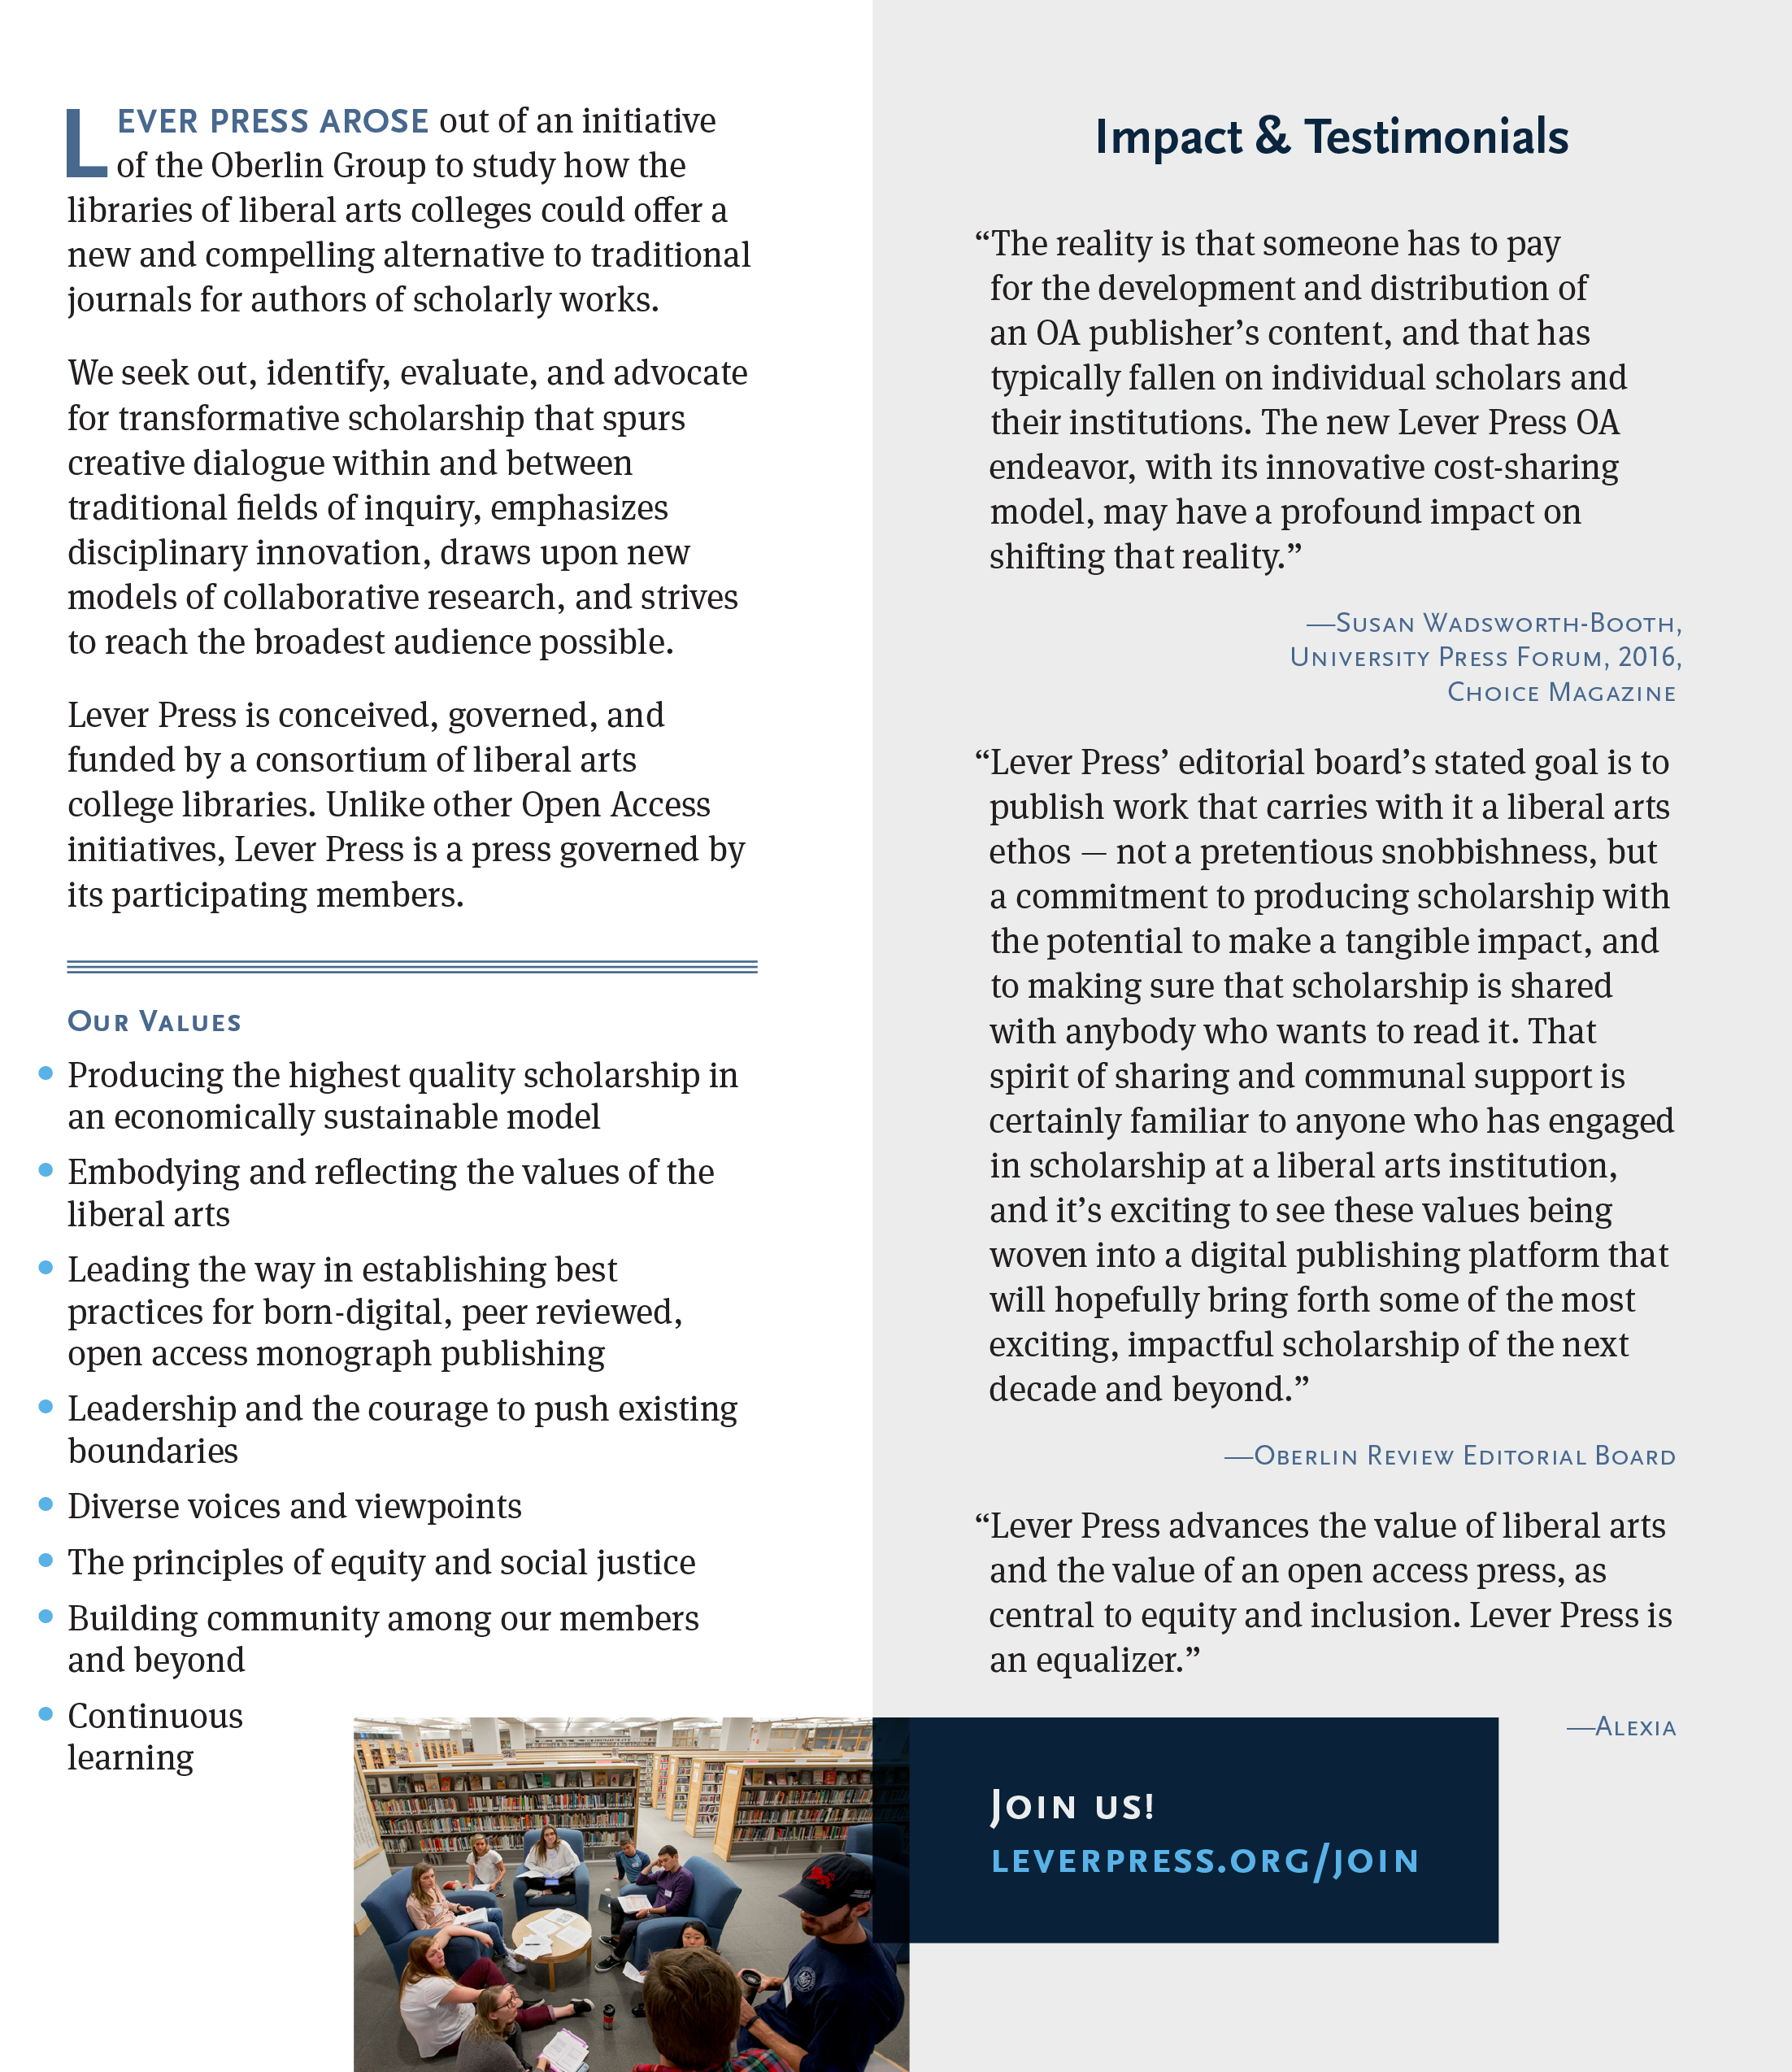 LEVER PRESS AROSE out of an initiative
of the Oberlin Group to study how the
libraries of liberal arts colleges could offer a
new and compelling alternative to traditional
journals for authors of scholarly works.
We seek out, identify, evaluate, and advocate
for transformative scholarship that spurs
creative dialogue within and between
traditional fields of inquiry, emphasizes
disciplinary innovation, draws upon new
models of collaborative research, and strives
to reach the broadest audience possible.
Lever Press is conceived, governed, and
funded by a consortium of liberal arts
college libraries. Unlike other Open Access
initiatives, Lever Press is a press governed by
its participating members.
Our Values
• Producing the highest quality scholarship in
an economically sustainable model
• Embodying and reflecting the values of the
liberal arts
• Leading the way in establishing best
practices for born-digital, peer reviewed,
open access monograph publishing
• Leadership and the courage to push existing
boundaries
• Diverse voices and viewpoints
• The principles of equity and social justice
• Building community among our members
and beyond
• Continuous
learning
Impact & Testimonials
“The reality is that someone has to pay
for the development and distribution of
an OA publisher’s content, and that has
typically fallen on individual scholars and
their institutions. The new Lever Press OA
endeavor, with its innovative cost-sharing
model, may have a profound impact on
shifting that reality.”
—Susan Wadsworth-Booth,
University Press Forum, 2016,
Choice Magazine
“Lever Press’ editorial board’s stated goal is to
publish work that carries with it a liberal arts
ethos — not a pretentious snobbishness, but
a commitment to producing scholarship with
the potential to make a tangible impact, and
to making sure that scholarship is shared
with anybody who wants to read it. That
spirit of sharing and communal support is
certainly familiar to anyone who has engaged
in scholarship at a liberal arts institution,
and it’s exciting to see these values being
woven into a digital publishing platform that
will hopefully bring forth some of the most
exciting, impactful scholarship of the next
decade and beyond.”
—Oberlin Review Editorial Board
“Lever Press advances the value of liberal arts
and the value of an open access press, as
central to equity and inclusion. Lever Press is
an equalizer.”
—Alexia
Join us!
leverpress.org/join